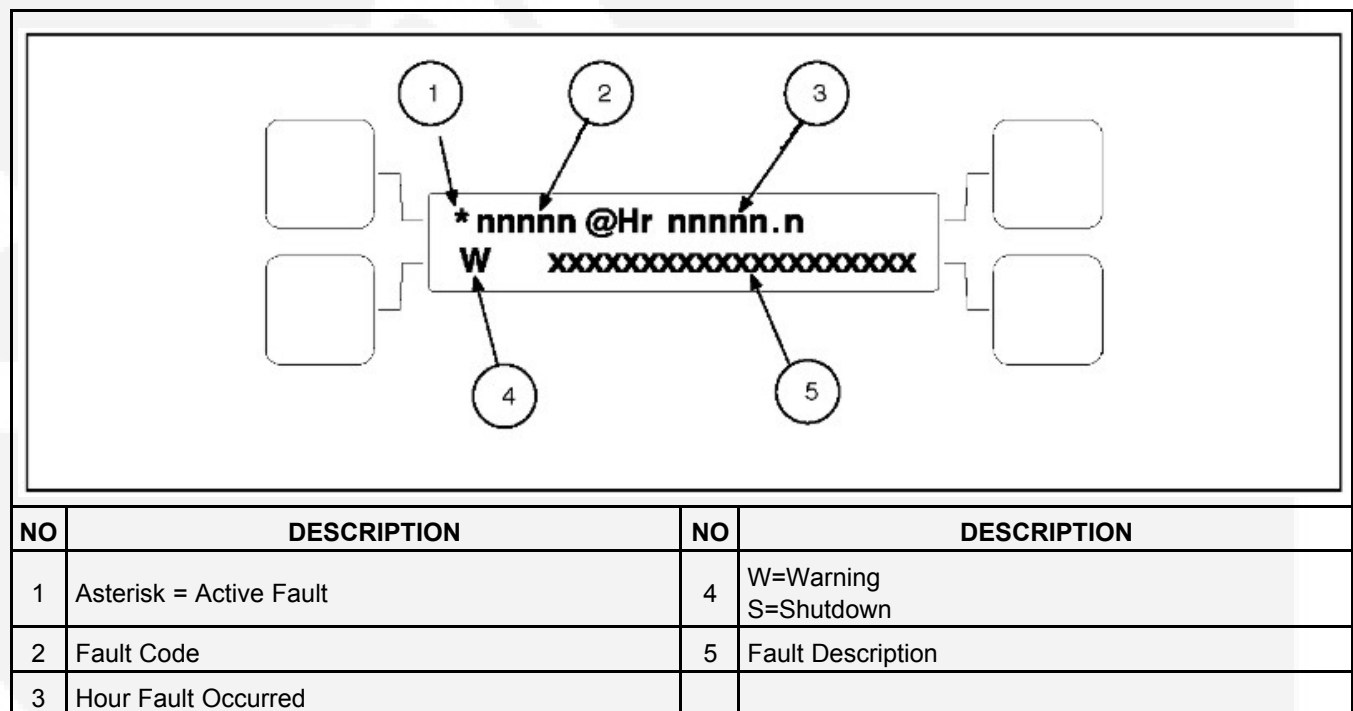 1 2 3
* nnnnn @Hr nnnnn.n
W xxxxxxxxxxxxxxxxxxxx
4 5
NO DESCRIPTION NO DESCRIPTION
1 Asterisk = Active Fault 4 W=Warning
S=Shutdown
2 Fault Code 5 Fault Description
3 Hour Fault Occurred